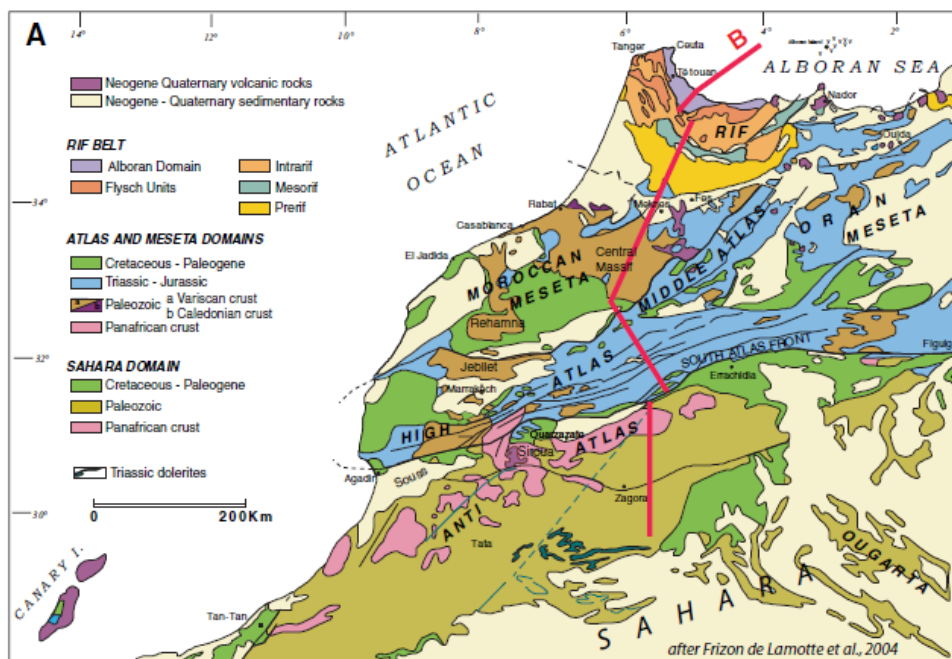 A
14°
12°
10°
8°
6°
4°
2°
B
Tanger
Ceuta
Tétouan
ALBORAN SEA
Nador
Oujda
RIF
ATLANTIC
OCEAN
Neogene Quaternary volcanic rocks
Neogene - Quaternary sedimentary rocks
RIF BELT
Alboran Domain
Flysch Units
Intrarif
Mesorif
Prerif
ATLAS AND MESETA DOMAINS
Cretaceous - Paleogene
Triassic - Jurassic
Paleozoic a Variscan crust
b Caledonian crust
Panafrican crust
SAHARA DOMAIN
Cretaceous - Paleogene
Paleozoic
Panafrican crust
Triassic dolerites
0 200Km
34°
32°
30°
Rabat
Casablanca
El Jadida
Meknes
Fes
Central
Massif
MOROCCAN
MESETA
MIDDLE ATLAS
ORAN
MESETA
Rehamna
Jebilet
Marrakech
HIGH ATLAS
SOUTH ATLAS FRONT
Errachidia
Figuig
Ouarzazate
Siroua
ANTI ATLAS
Agadir
Souss
Zagora
Tata
Tan-Tan
CANARY I.
SAHARA
OUGARTA
after Frizon de Lamotte et al., 2004